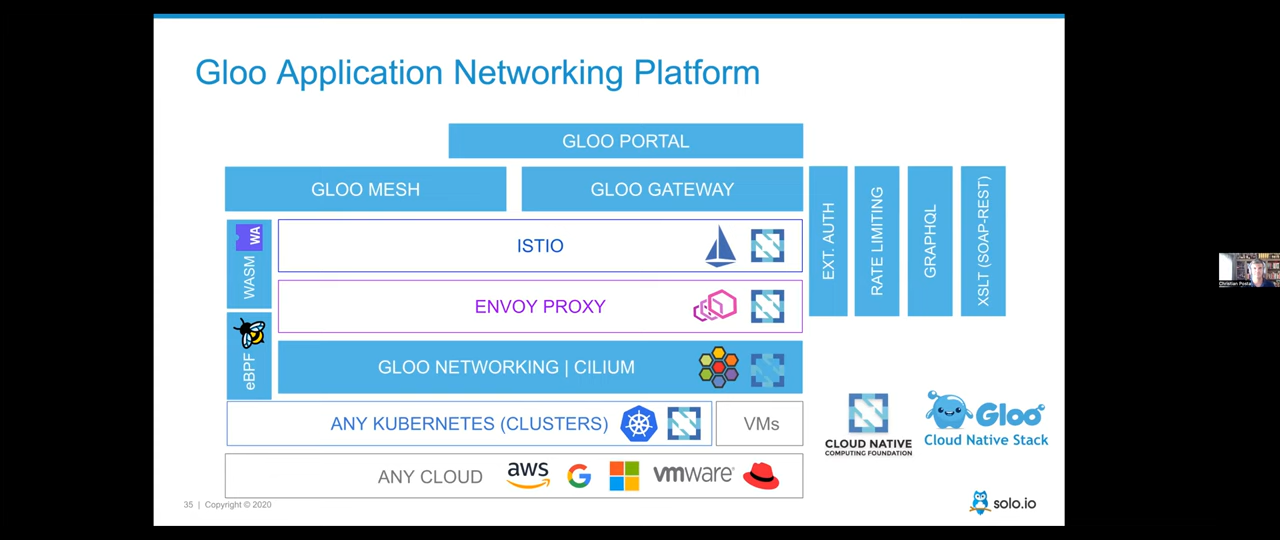 Gloo Application Networking Platform
GLOO PORTAL
GLOO MESH
GLOO GATEWAY
EXT. AUTH
RATE LIMITING
GRAPHQL
XSLT (SOAP-REST)
WA
WASM
ISTIO
ENVOY PROXY
eBPF
GLOO NETWORKING | CILIUM
ANY KUBERNETES (CLUSTERS)
VMs
ANY CLOUD
aws
G
vmware
CLOUD NATIVE
COMPUTING FOUNDATION
Gloo
Cloud Native Stack
35 | Copyright © 2020
solo.io
Christian Posta